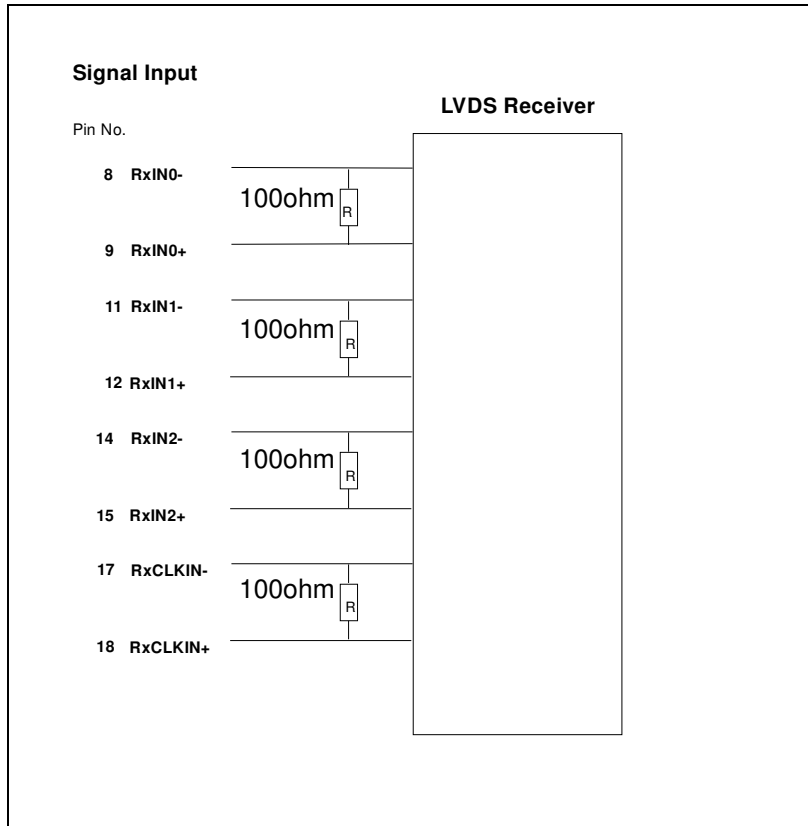 Signal Input
LVDS Receiver
Pin No.
8 RxIN0-
100ohm R
9 RxIN0+
11 RxIN1-
100ohm R
12 RxIN1+
14 RxIN2-
100ohm R
15 RxIN2+
17 RxCLKIN-
100ohm R
18 RxCLKIN+